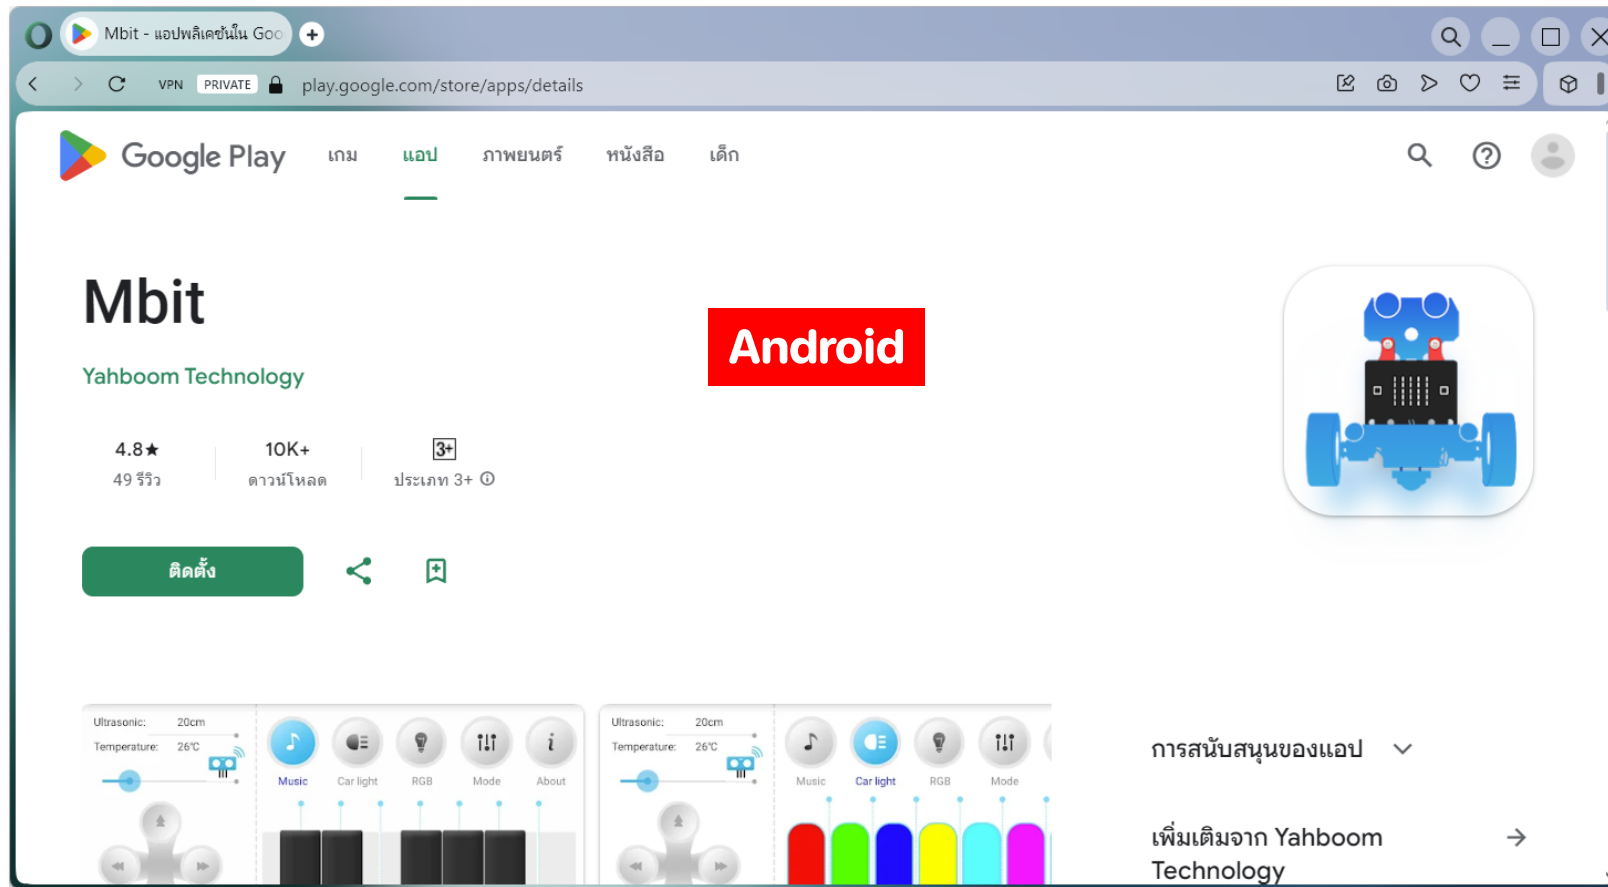 Mbit - แอปพลิเคชันใน Goo
VPN PRIVATE play.google.com/store/apps/details
Google Play เกม แอป ภาพยนตร์ หนังสือ เด็ก
Mbit
Android
Yahboom Technology
4.8★ 10K+ 3+
49 รีวิว ดาวน์โหลด ประเภท 3+
ติดตั้ง
Ultrasonic: 20cm
Temperature: 26°C
Music Car light RGB Mode About
Ultrasonic: 20cm
Temperature: 26°C
Music Car light RGB Mode
การสนับสนุนของแอป
เพิ่มเติมจาก Yahboom
Technology